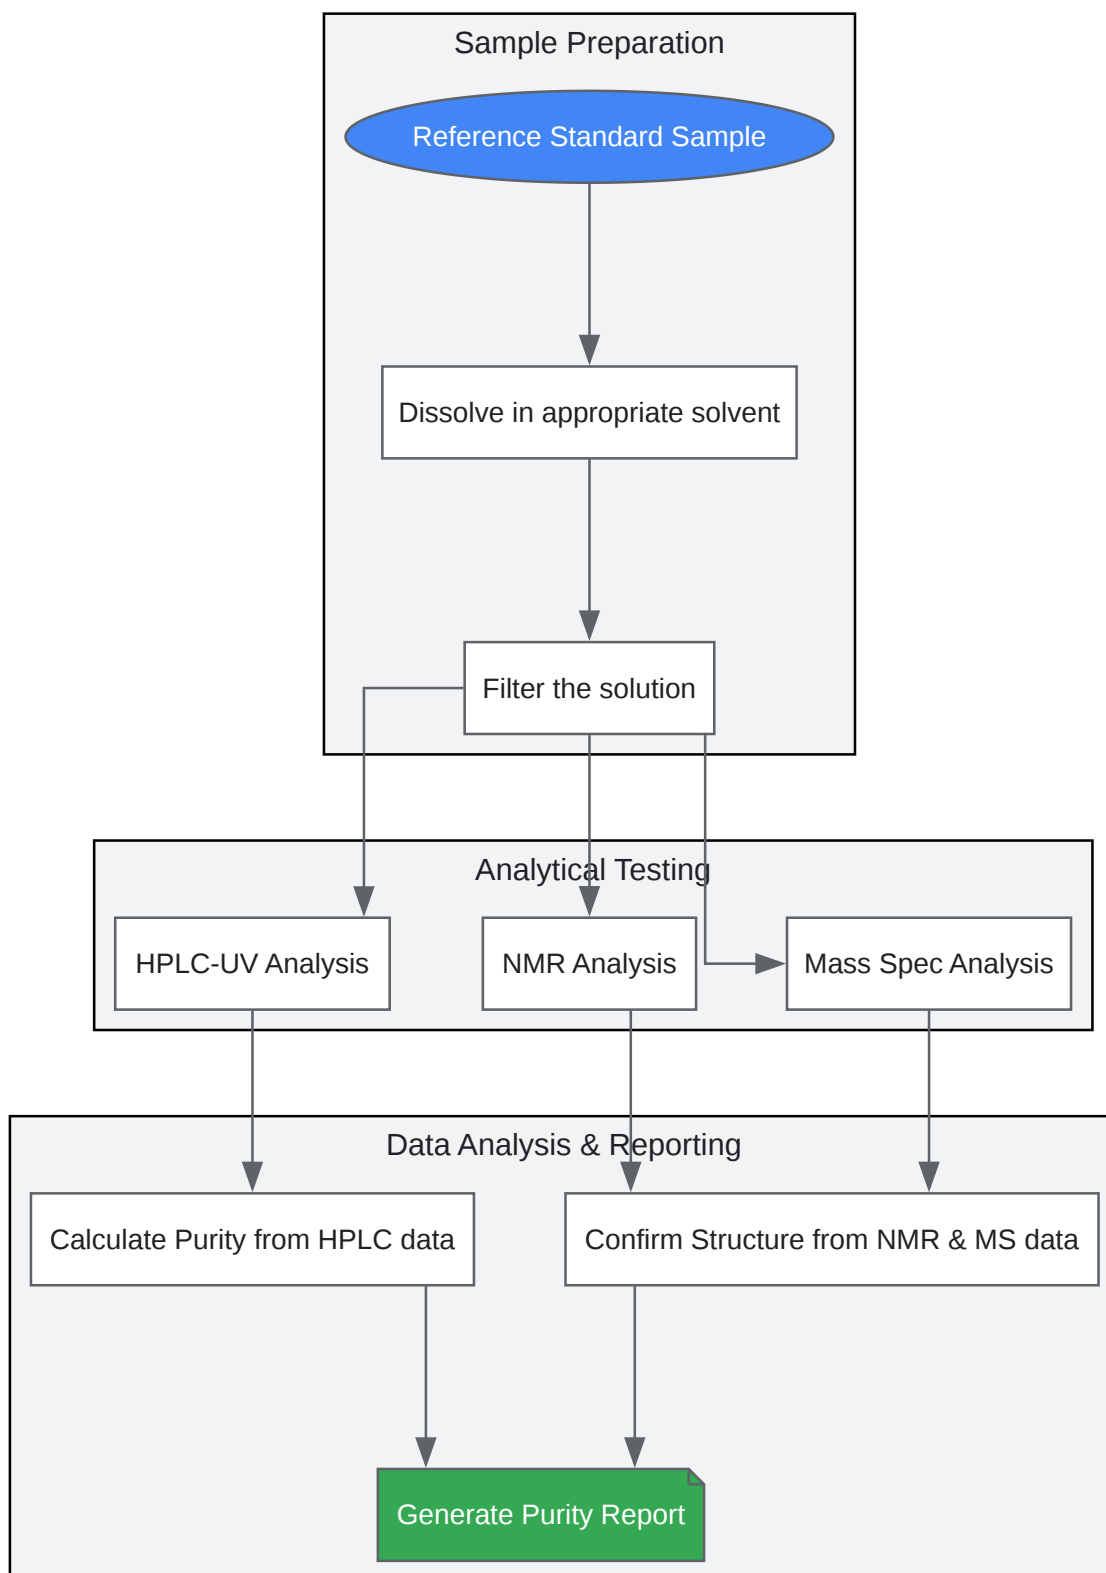 Sample Preparation
Reference Standard Sample
Dissolve in appropriate solvent
Filter the solution
Analytical Testing
HPLC-UV Analysis
NMR Analysis
Mass Spec Analysis
Data Analysis & Reporting
Calculate Purity from HPLC data
Confirm Structure from NMR & MS data
Generate Purity Report